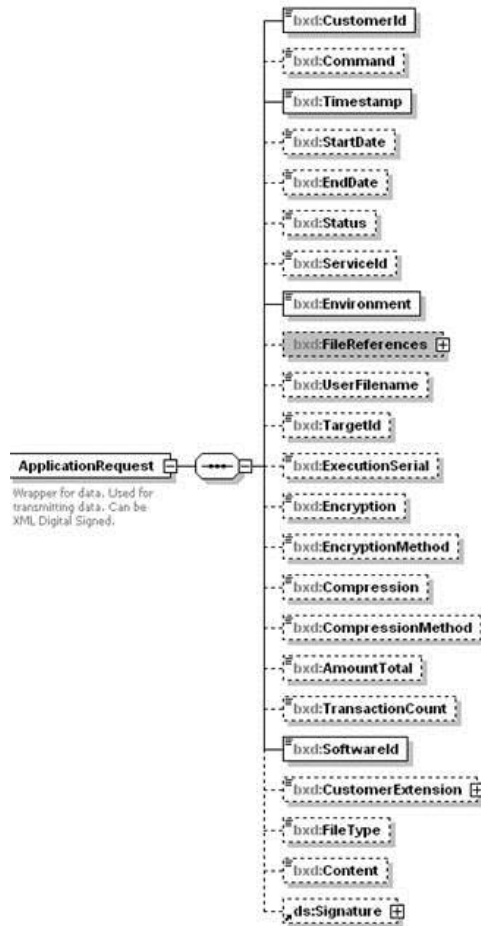 bxd:CustomerId
bxd:Command
bxd:Timestamp
bxd:StartDate
bxd:EndDate
bxd:Status
bxd:ServiceId
bxd:Environment
bxd:FileReferences
bxd:UserFilename
bxd:TargetId
ApplicationRequest
bxd:ExecutionSerial
Wrapper for data. Used for
transmitting data. Can be
XML Digital Signed.
bxd:Encryption
bxd:EncryptionMethod
bxd:Compression
bxd:CompressionMethod
bxd:AmountTotal
bxd:TransactionCount
bxd:SoftwareId
bxd:CustomerExtension
bxd:FileType
bxd:Content
ds:Signature